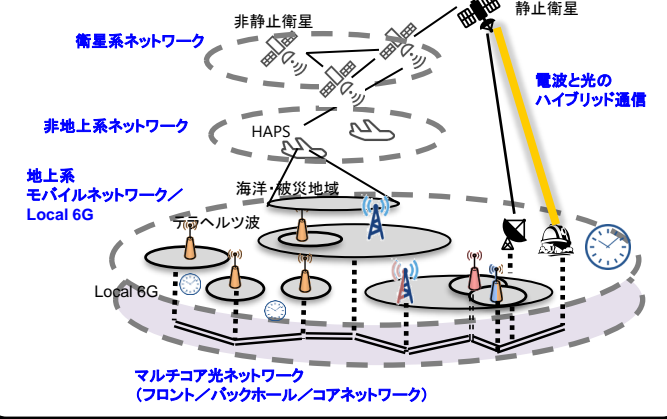 静止衛星
非静止衛星
衛星系ネットワーク
電波と光の
ハイブリッド通信
非地上系ネットワーク
HAPS
地上系
モバイルネットワーク／
Local 6G
海洋・被災地域
テラヘルツ波
Local 6G
マルチコア光ネットワーク
（フロント／バックホール／コアネットワーク）